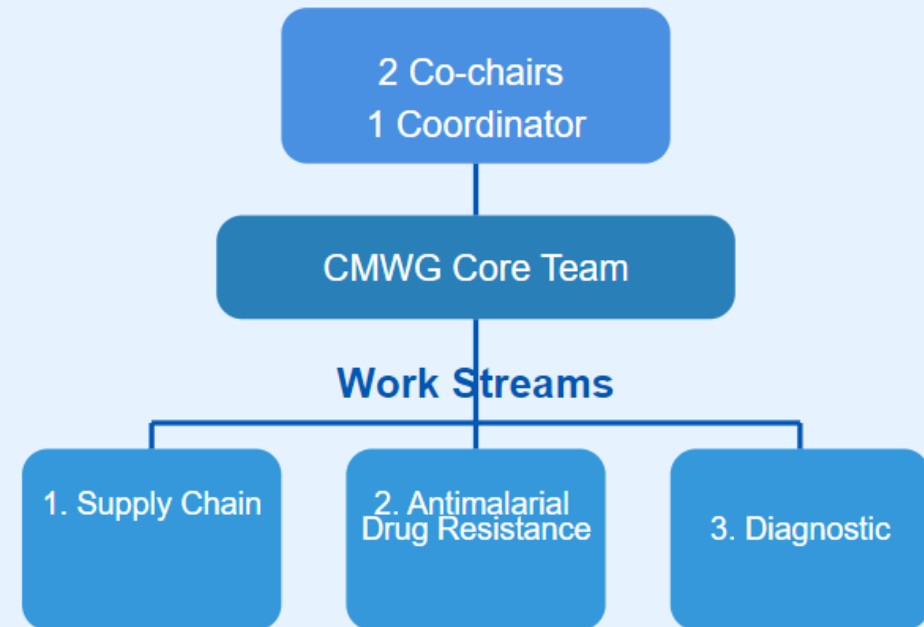 2 Co-chairs
1 Coordinator
CMWG Core Team
Work Streams
1. Supply Chain
2. Antimalarial
Drug Resistance
3. Diagnostic